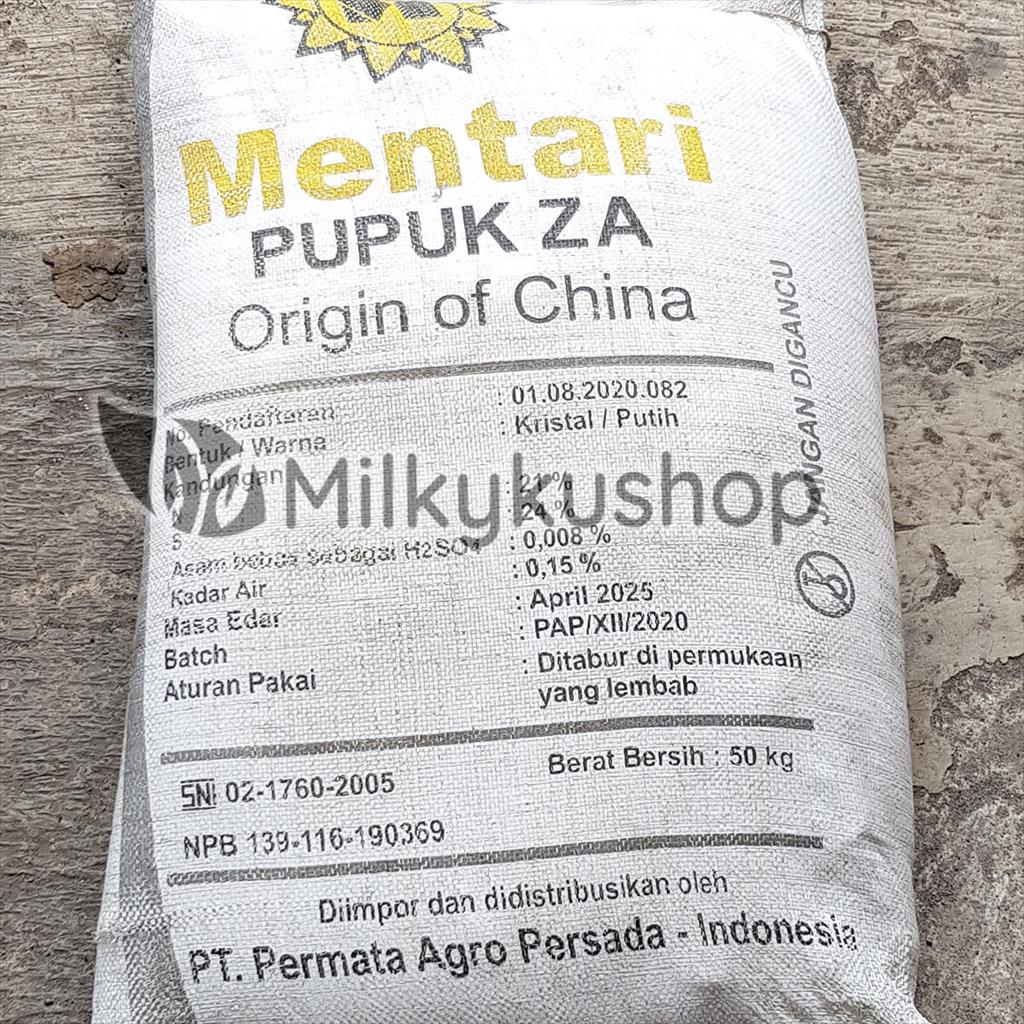 Mentari
PUPUK ZA
Origin of China
No. Pendaftaran : 01.08.2020.082
Bentuk / Warna : Kristal / Putih
Kandungan
N : 21 %
S : 24 %
Asam bebas sebagai H2SO4 : 0,008 %
Kadar Air : 0,15 %
Masa Edar : April 2025
Batch : PAP/XII/2020
Aturan Pakai : Ditabur di permukaan
yang lembab
JANGAN DIGANCU
Milkykushop
Berat Bersih : 50 kg
SNI 02-1760-2005
NPB 139-116-190369
Diimpor dan didistribusikan oleh
PT. Permata Agro Persada - Indonesia